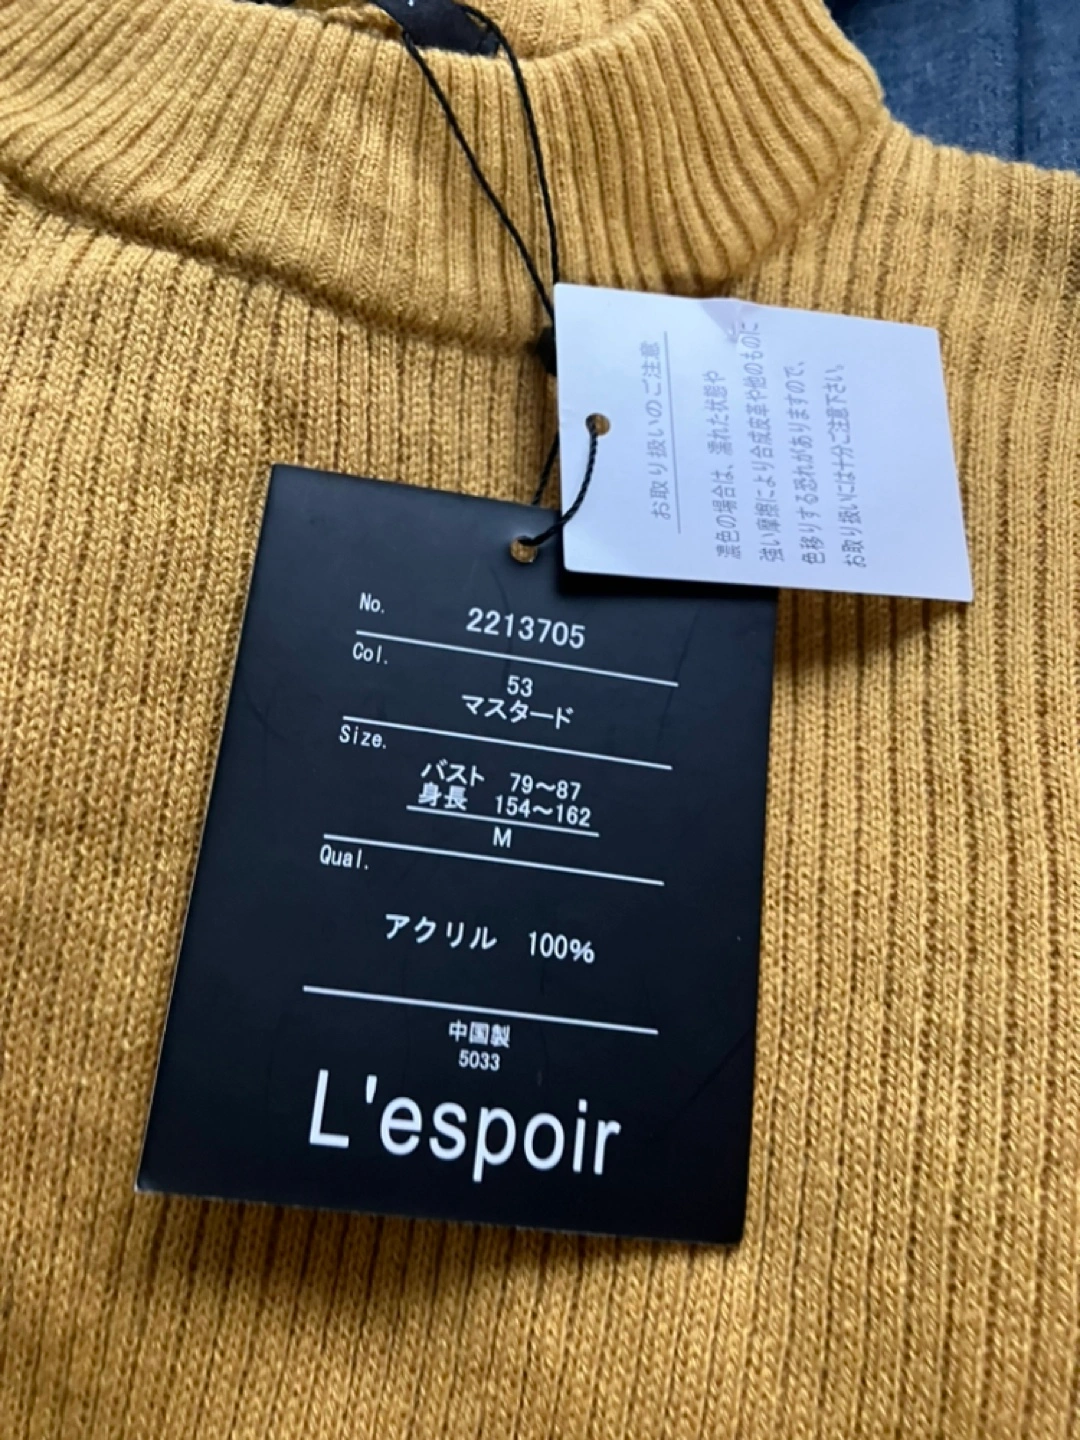 お取り扱いのご注意
濃色の場合は、濡れた状態や
強い摩擦により合成皮革や他のものに
色移りする恐れがありますので、
お取り扱いには十分ご注意下さい。
No. 2213705
Col. 53
マスタード
Size.
バスト 79～87
身長 154～162
M
Qual.
アクリル 100%
中国製
5033
L'espoir